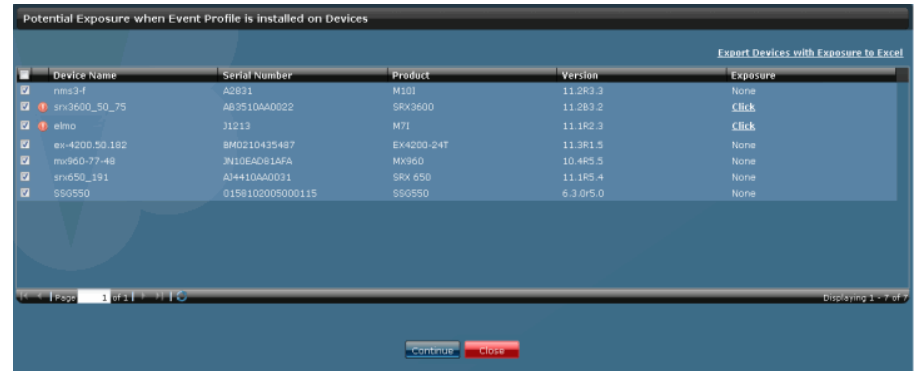 Potential Exposure when Event Profile is installed on Devices
Export Devices with Exposure to Excel
Device Name Serial Number Product Version Exposure
nms3-f A2831 M10I 11.2R3.3 None
srx3600_50_75 AB3510AA0022 SRX3600 11.2B3.2 Click
elmo J1213 M7I 11.1R2.3 Click
ex-4200.50.182 BM0210435487 EX4200-24T 11.3R1.5 None
mx960-77-48 JN10EAD81AFA MX960 10.4R5.5 None
srx650_191 AJ4410AA0031 SRX 650 11.1R5.4 None
SSG550 0158102005000115 SSG550 6.3.0r5.0 None
Page 1 of 1 Displaying 1 - 7 of 7
Continue Close